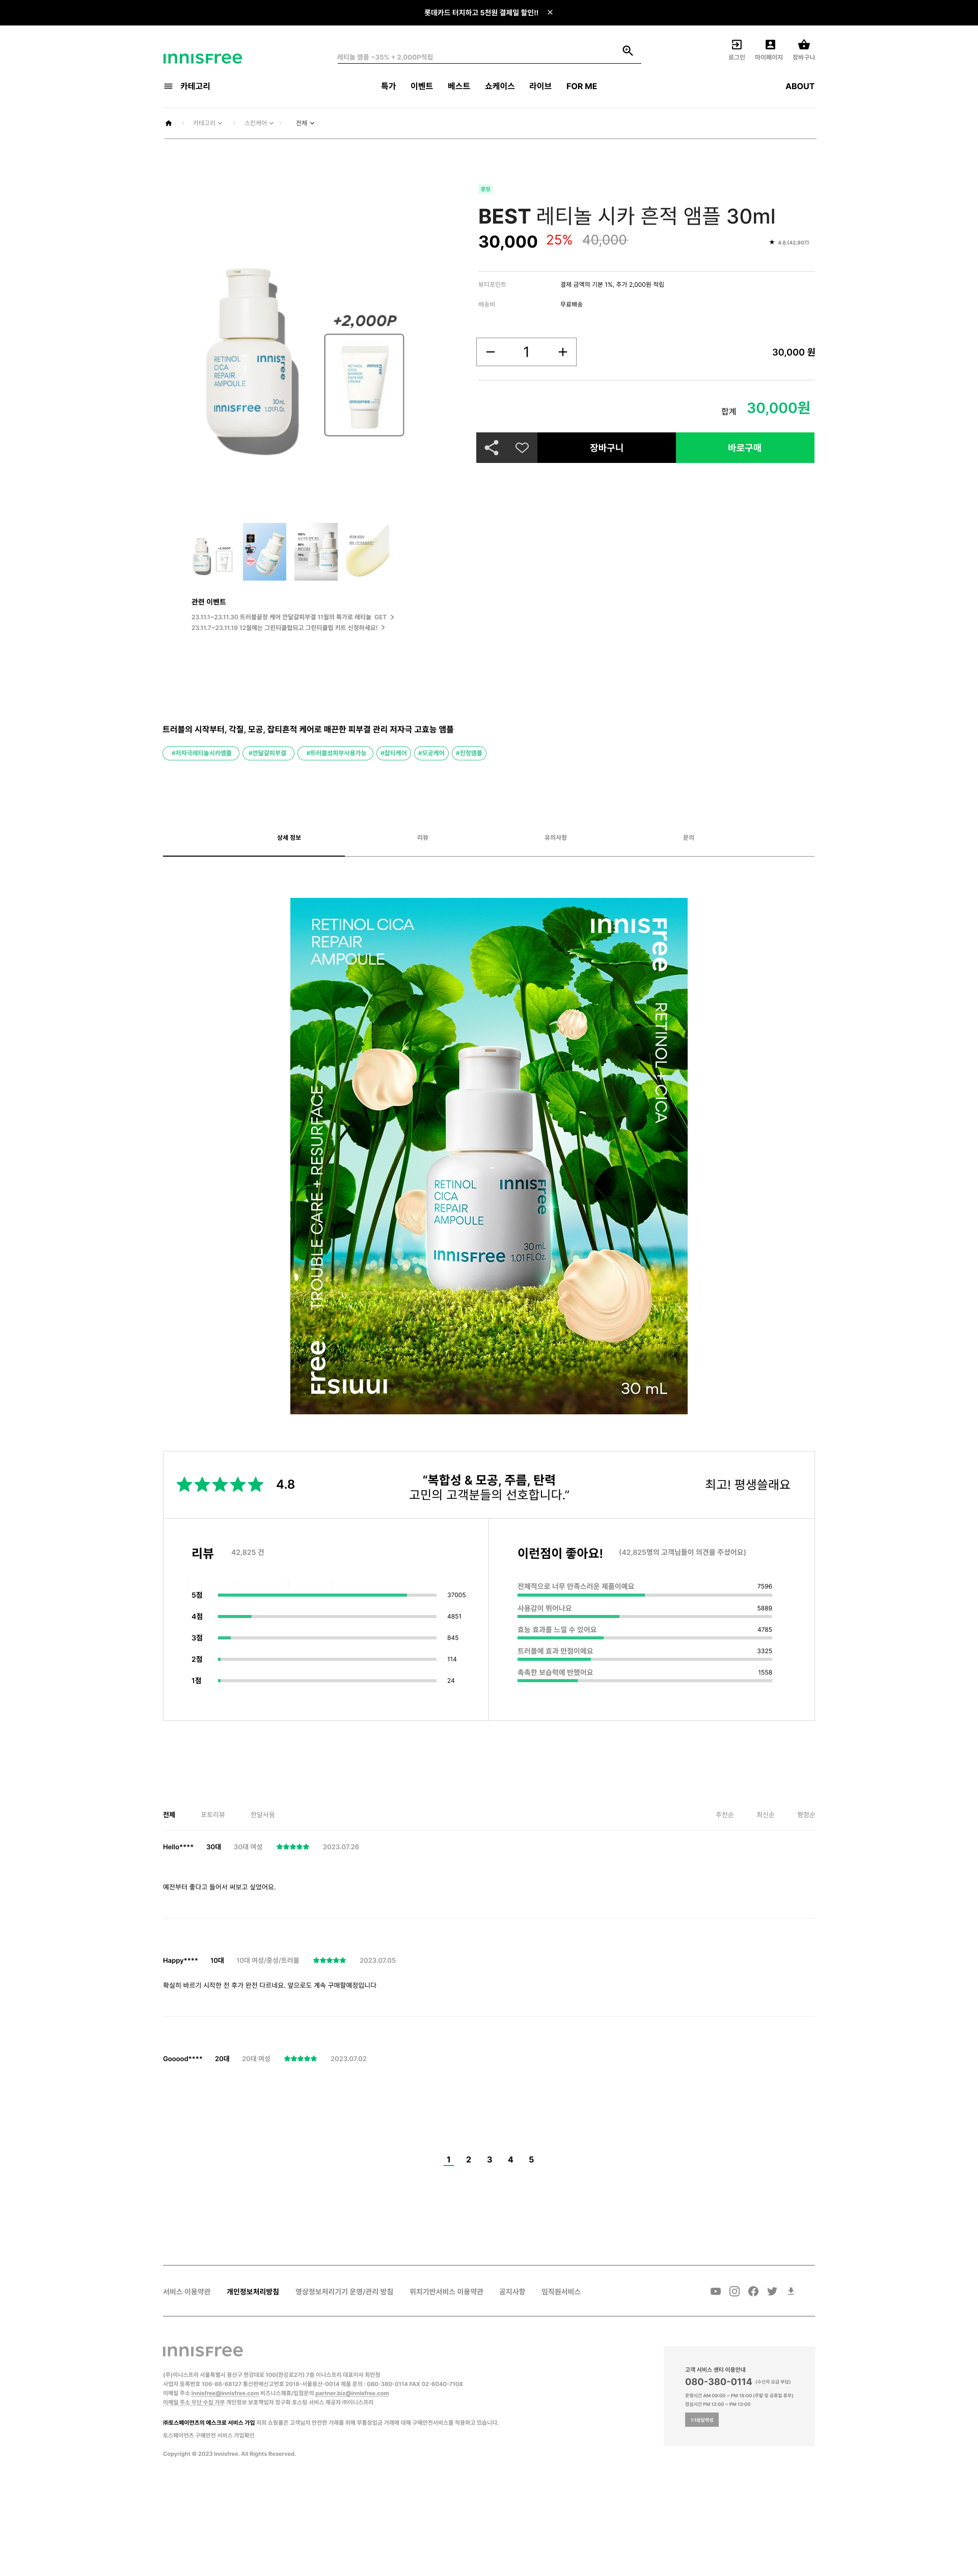 롯데카드 터치하고 5천원 결제일 할인!!
innisfree
레티놀 앰플 ~35% + 2,000P적립
로그인
마이페이지
장바구니
카테고리
특가
이벤트
베스트
쇼케이스
라이브
FOR ME
ABOUT
카테고리
스킨케어
전체
증정
BEST 레티놀 시카 흔적 앰플 30ml
30,000 25% 40,000
4.8 (42,807)
뷰티포인트
결제 금액의 기본 1%, 추가 2,000원 적립
배송비
무료배송
1
30,000 원
합계 30,000원
장바구니
바로구매
+2,000P
RETINOL
CICA
REPAIR
AMPOULE
innisfree
30 mL
1.01 Fl.Oz.
innisfree
관련 이벤트
23.11.1~23.11.30 트러블끝장 케어 깐달갈피부결 11월의 특가로 레티놀 GET
23.11.7~23.11.19 12월에는 그린티클럽되고 그린티클럽 키트 신청하세요!
트러블의 시작부터, 각질, 모공, 잡티흔적 케어로 매끈한 피부결 관리 저자극 고효능 앰플
#저자극레티놀시카앰플
#깐달갈피부결
#트러블성피부사용가능
#잡티케어
#모공케어
#진정앰플
상세 정보
리뷰
유의사항
문의
RETINOL CICA
REPAIR
AMPOULE
innisfree
RETINOL + CICA
TROUBLE CARE + RESURFACE
RETINOL
CICA
REPAIR
AMPOULE
innisfree
30 mL
innisfree 1.01 Fl.Oz.
innisfree
30 mL
4.8
“복합성 & 모공, 주름, 탄력
고민의 고객분들의 선호합니다.”
최고! 평생쓸래요
리뷰
42,825 건
5점 37005
4점 4851
3점 845
2점 114
1점 24
이런점이 좋아요!
(42,825명의 고객님들이 의견을 주셨어요)
전체적으로 너무 만족스러운 제품이에요 7596
사용감이 뛰어나요 5889
효능 효과를 느낄 수 있어요 4785
트러블에 효과 만점이에요 3325
촉촉한 보습력에 반했어요 1558
전체
포토리뷰
한달사용
추천순
최신순
평점순
Hello**** 30대 30대 여성 2023.07.26
예전부터 좋다고 들어서 써보고 싶었어요.
Happy**** 10대 10대 여성/중성/트러블 2023.07.05
확실히 바르기 시작한 전 후가 완전 다르네요. 앞으로도 계속 구매할예정입니다
Gooood**** 20대 20대 여성 2023.07.02
1 2 3 4 5
서비스 이용약관
개인정보처리방침
영상정보처리기기 운영/관리 방침
위치기반서비스 이용약관
공지사항
임직원서비스
innisfree
(주)이니스프리 서울특별시 용산구 한강대로 100(한강로2가) 7층 이니스프리 대표이사 최민정
사업자 등록번호 106-86-68127 통신판매신고번호 2018-서울용산-0014 제품 문의 : 080-380-0114 FAX 02-6040-7108
이메일 주소 innisfree@innisfree.com 비즈니스제휴/입점문의 partner.biz@innisfree.com
이메일 주소 무단 수집 거부 개인정보 보호책임자 정구화 호스팅 서비스 제공자 ㈜이니스프리
㈜토스페이먼츠의 에스크로 서비스 가입 저희 쇼핑몰은 고객님의 안전한 거래를 위해 무통장입금 거래에 대해 구매안전서비스를 적용하고 있습니다.
토스페이먼츠 구매안전 서비스 가입확인
Copyright © 2023 Innisfree. All Rights Reserved.
고객 서비스 센터 이용안내
080-380-0114 (수신자 요금 부담)
운영시간 AM 09:00 ~ PM 18:00 (주말 및 공휴일 휴무)
점심시간 PM 12:00 ~ PM 13:00
1:1상담책임